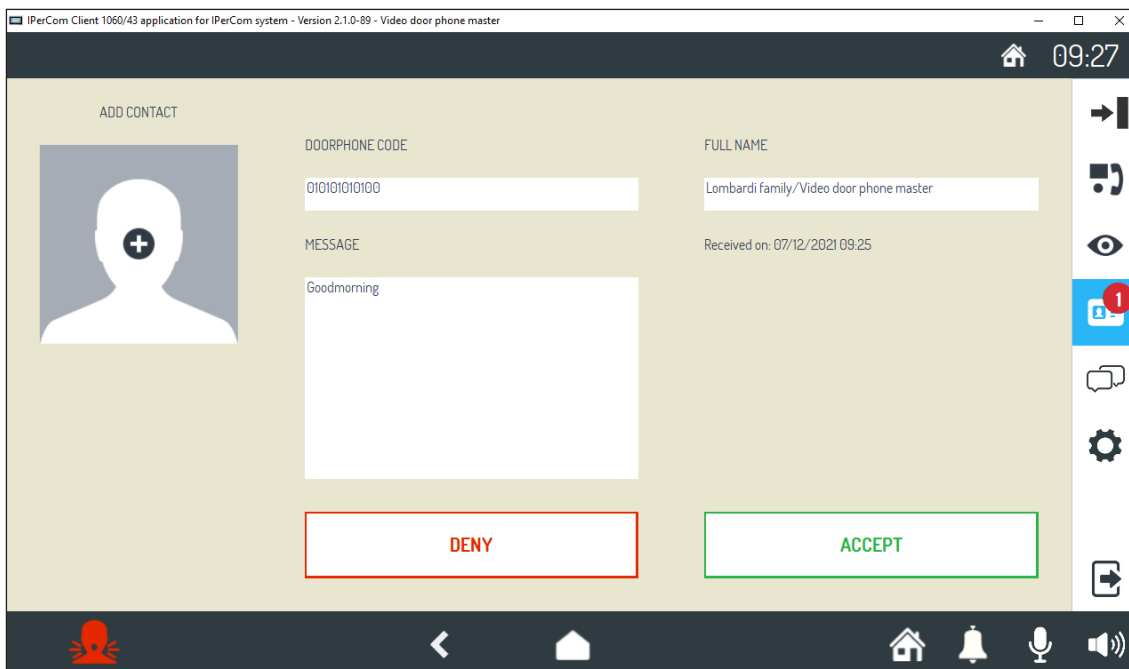 IPerCom Client 1060/43 application for IPerCom system - Version 2.1.0-89 - Video door phone master
09:27
ADD CONTACT
DOORPHONE CODE
FULL NAME
010101010100
Lombardi family/Video door phone master
MESSAGE
Received on: 07/12/2021 09:25
Goodmorning
1
DENY
ACCEPT